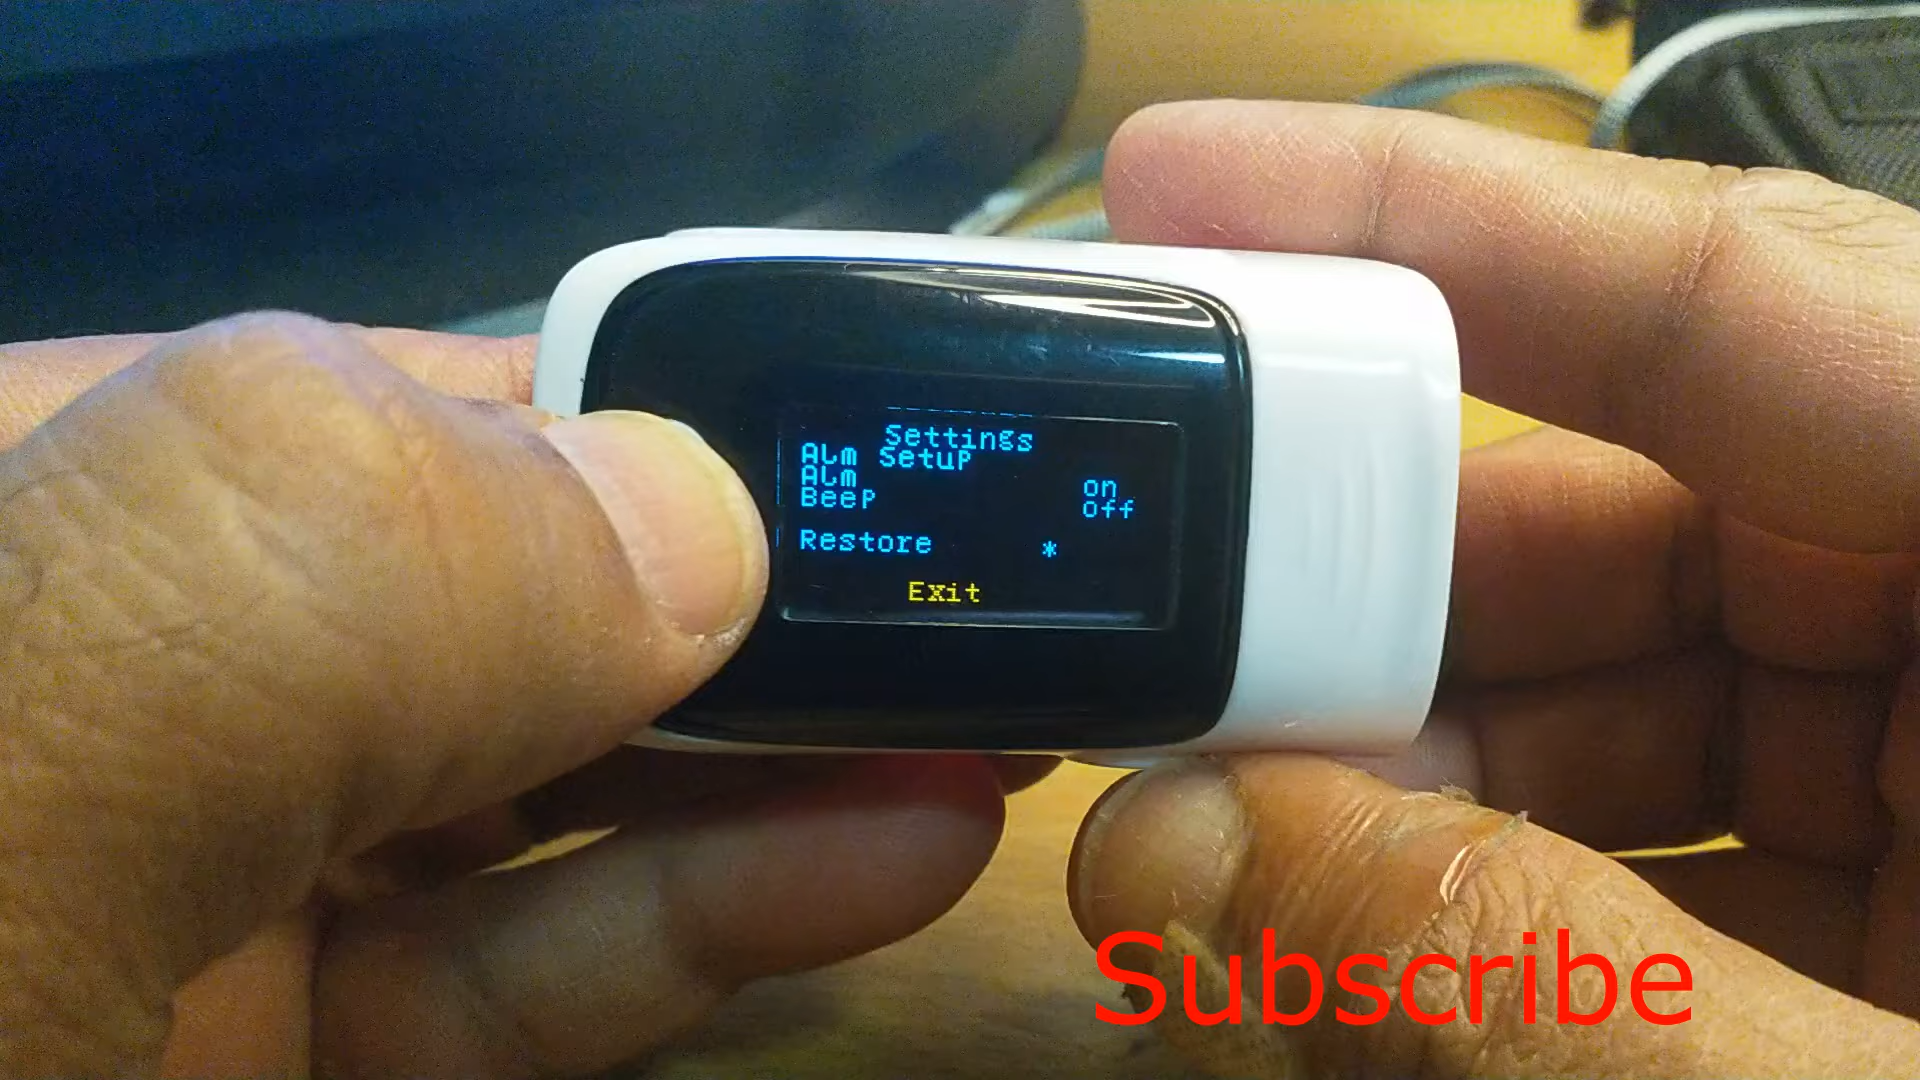 Settings
Alm Setup
Alm on
Beep off
Restore *
Exit
Subscribe